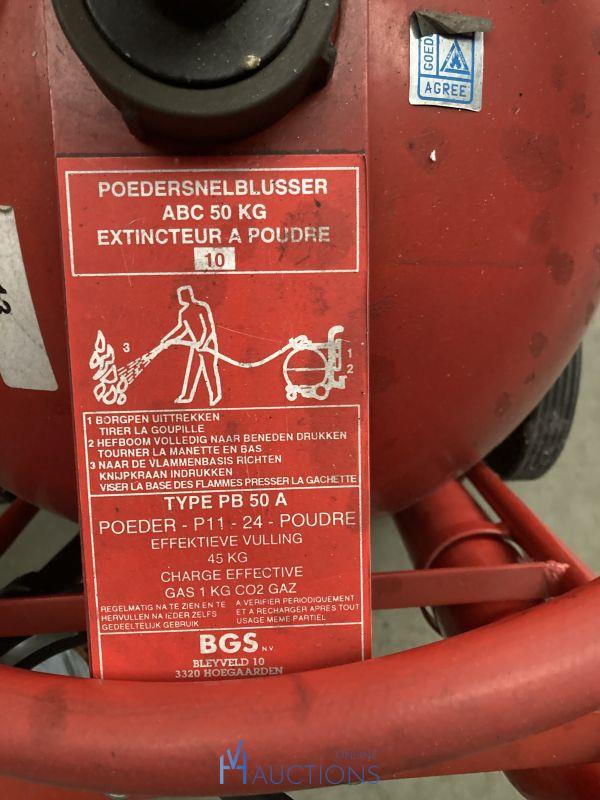 GOED
AGREE
POEDERSNELBLUSSER
ABC 50 KG
EXTINCTEUR A POUDRE
10
3
1
2
1 BORGPEN UITTREKKEN
TIRER LA GOUPILLE
2 HEFBOOM VOLLEDIG NAAR BENEDEN DRUKKEN
TOURNER LA MANETTE EN BAS
3 NAAR DE VLAMMENBASIS RICHTEN
KNIJPKRAAN INDRUKKEN
VISER LA BASE DES FLAMMES PRESSER LA GACHETTE
TYPE PB 50 A
POEDER - P11 - 24 - POUDRE
EFFEKTIEVE VULLING
45 KG
CHARGE EFFECTIVE
GAS 1 KG CO2 GAZ
REGELMATIG NA TE ZIEN EN TE
HERVULLEN NA IEDER ZELFS
GEDEELTELIJK GEBRUIK
A VERIFIER PERIODIQUEMENT
ET A RECHARGER APRES TOUT
USAGE MEME PARTIEL
BGS N.V.
BLEYVELD 10
3320 HOEGAARDEN
ONLINE
AUCTIONS